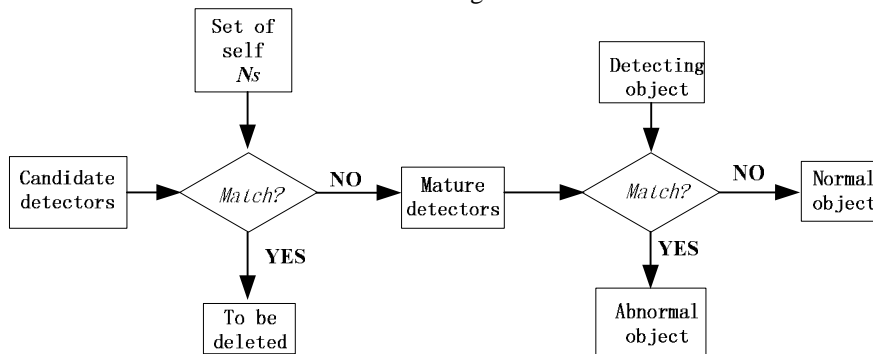 Set of
self
Ns
Detecting
object
Candidate
detectors
Match?
NO
Mature
detectors
Match?
NO
Normal
object
YES
YES
To be
deleted
Abnormal
object